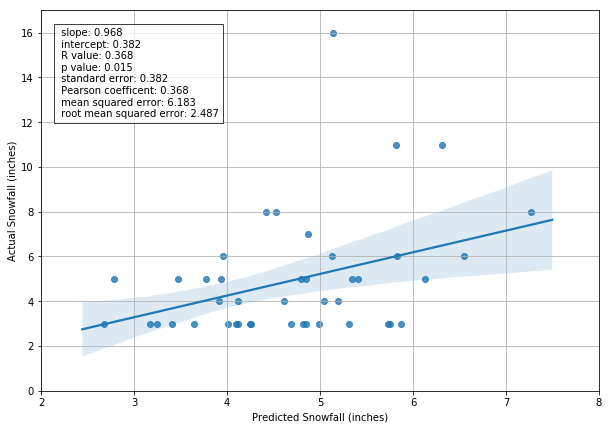 slope: 0.968
intercept: 0.382
R value: 0.368
p value: 0.015
standard error: 0.382
Pearson coefficent: 0.368
mean squared error: 6.183
root mean squared error: 2.487
Actual Snowfall (inches)
16
14
12
10
8
6
4
2
0
2 3 4 5 6 7 8
Predicted Snowfall (inches)